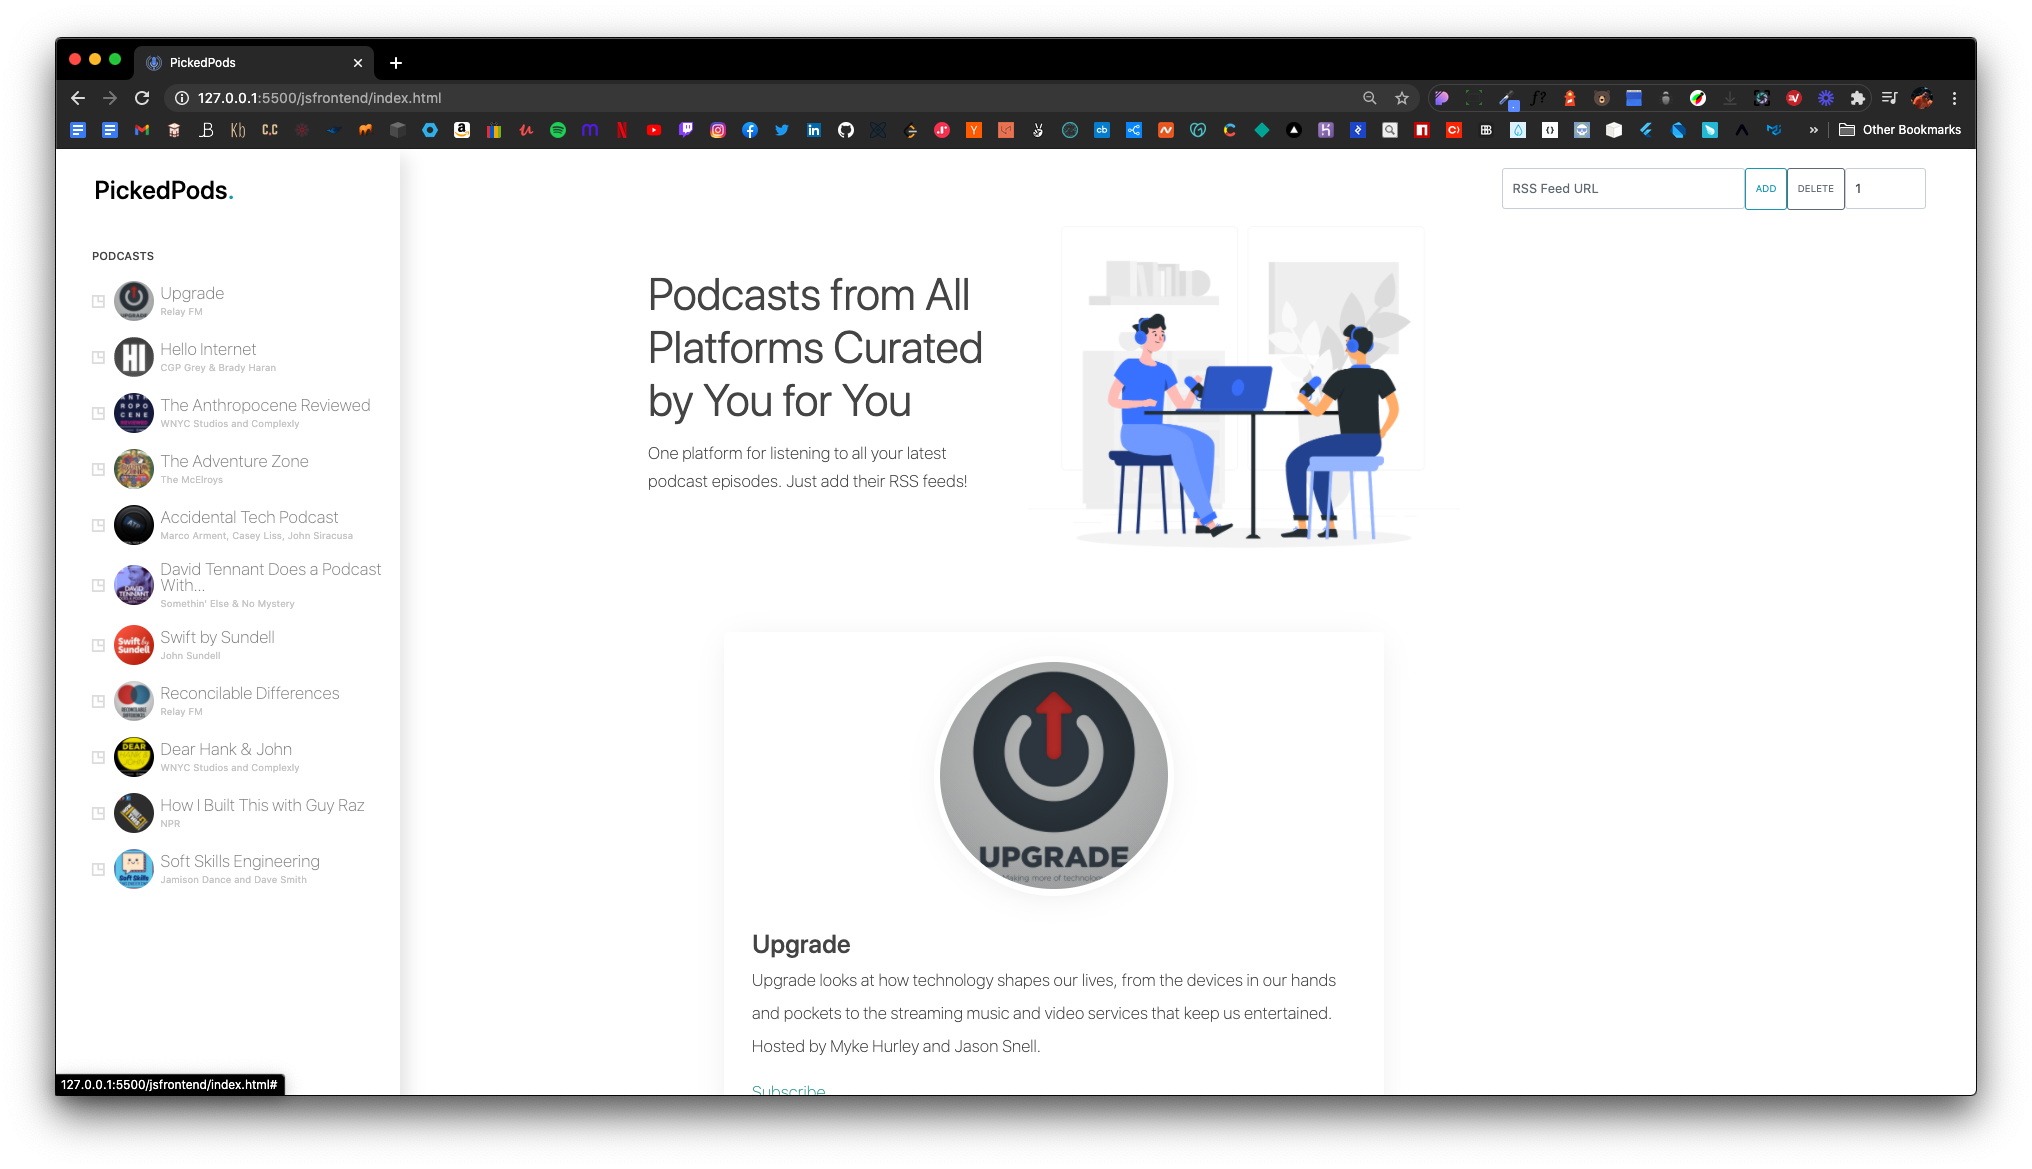 PickedPods
127.0.0.1:5500/jsfrontend/index.html
Other Bookmarks
PickedPods.
RSS Feed URL
ADD
DELETE
1
PODCASTS
Upgrade
Relay FM
Hello Internet
CGP Grey & Brady Haran
The Anthropocene Reviewed
WNYC Studios and Complexly
The Adventure Zone
The McElroys
Accidental Tech Podcast
Marco Arment, Casey Liss, John Siracusa
David Tennant Does a Podcast
With...
Somethin' Else & No Mystery
Swift by Sundell
John Sundell
Reconcilable Differences
Relay FM
Dear Hank & John
WNYC Studios and Complexly
How I Built This with Guy Raz
NPR
Soft Skills Engineering
Jamison Dance and Dave Smith
Podcasts from All
Platforms Curated
by You for You
One platform for listening to all your latest
podcast episodes. Just add their RSS feeds!
UPGRADE
Making more of technology
Upgrade
Upgrade looks at how technology shapes our lives, from the devices in our hands
and pockets to the streaming music and video services that keep us entertained.
Hosted by Myke Hurley and Jason Snell.
Subscribe
127.0.0.1:5500/jsfrontend/index.html#